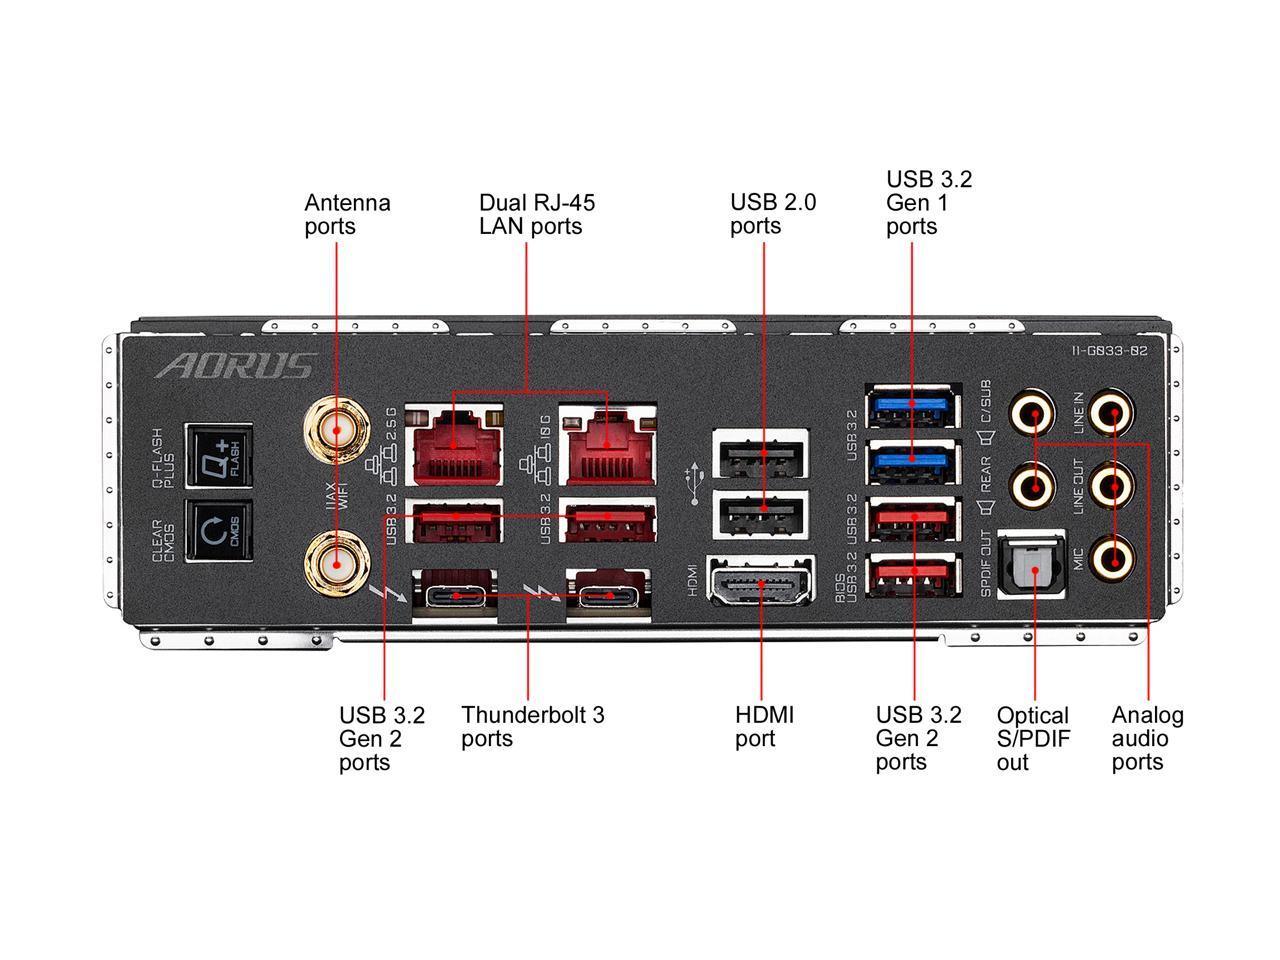 Antenna
ports
Dual RJ-45
LAN ports
USB 2.0
ports
USB 3.2
Gen 1
ports
AORUS
11-G033-02
Q-FLASH
PLUS
Q+
FLASH
CLEAR
CMOS
CMOS
11AX
WIFI
2.5G
10G
USB 3.2
USB 3.2
HDMI
USB 3.2
USB 3.2
BIOS
USB 3.2
C/SUB
REAR
SPDIF OUT
LINE IN
LINE OUT
MIC
USB 3.2
Gen 2
ports
Thunderbolt 3
ports
HDMI
port
USB 3.2
Gen 2
ports
Optical
S/PDIF
out
Analog
audio
ports